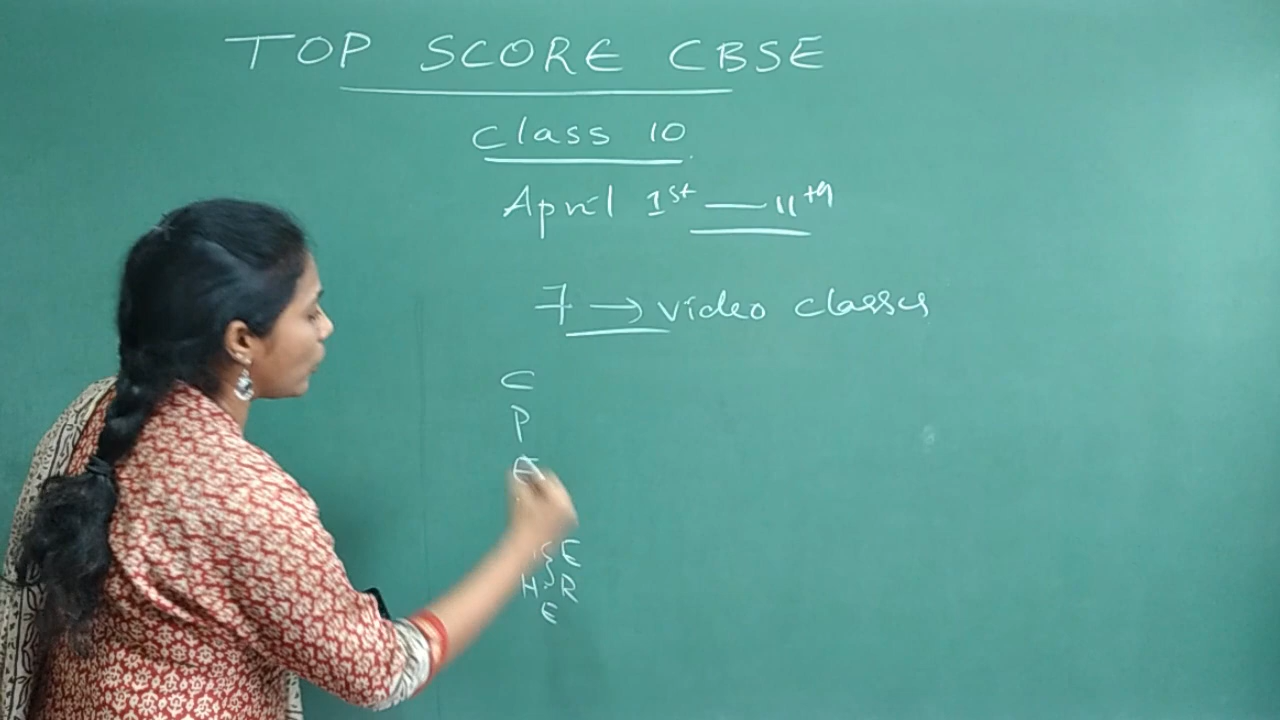 TOP SCORE CBSE
Class 10
April 1st — 11th
7 → video classes
C
P
E
H R
E